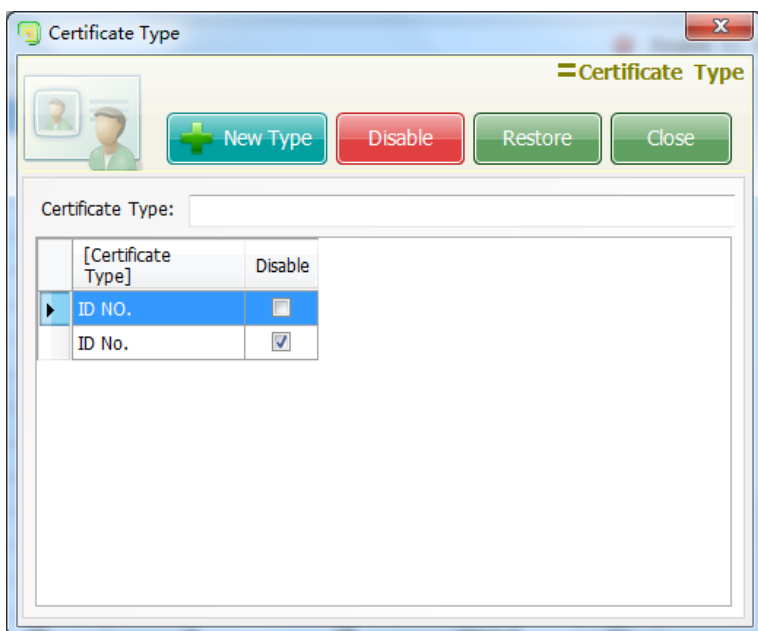 Certificate Type
=Certificate Type
New Type
Disable
Restore
Close
Certificate Type:
[Certificate
Type]
Disable
ID NO.
ID No.